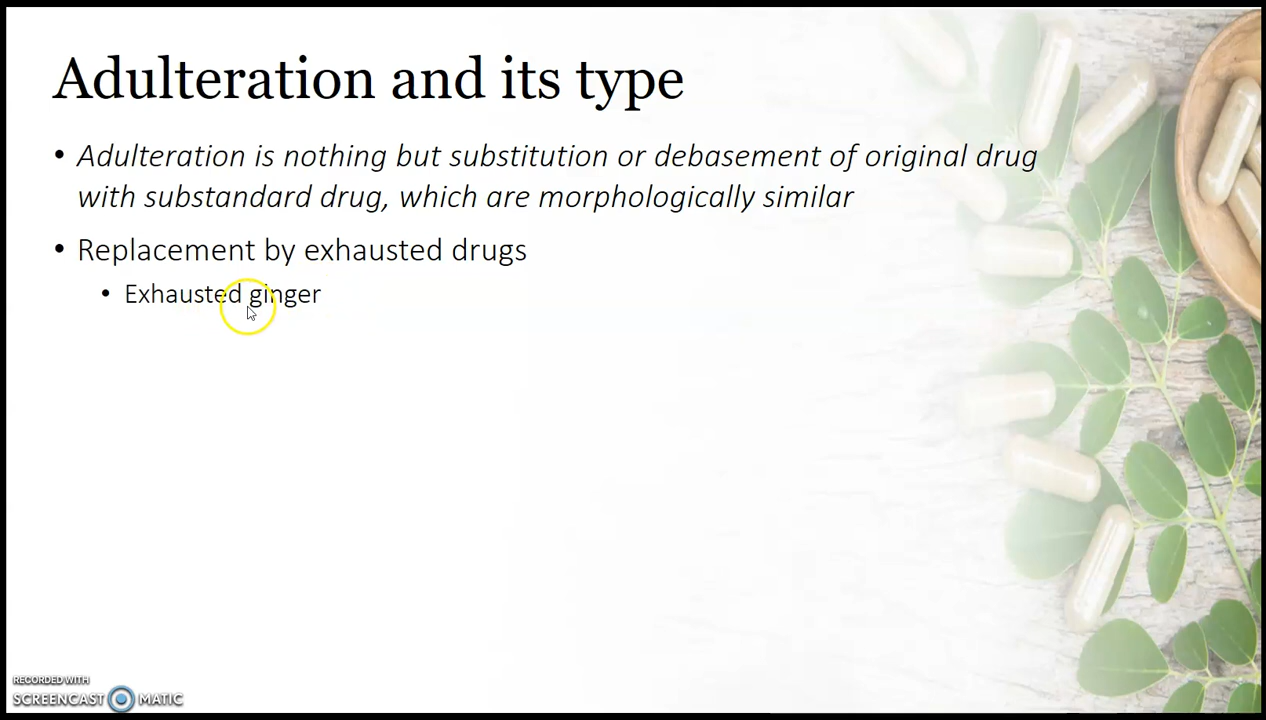 Adulteration and its type
• Adulteration is nothing but substitution or debasement of original drug
with substandard drug, which are morphologically similar
• Replacement by exhausted drugs
• Exhausted ginger
RECORDED WITH
SCREENCAST MATIC